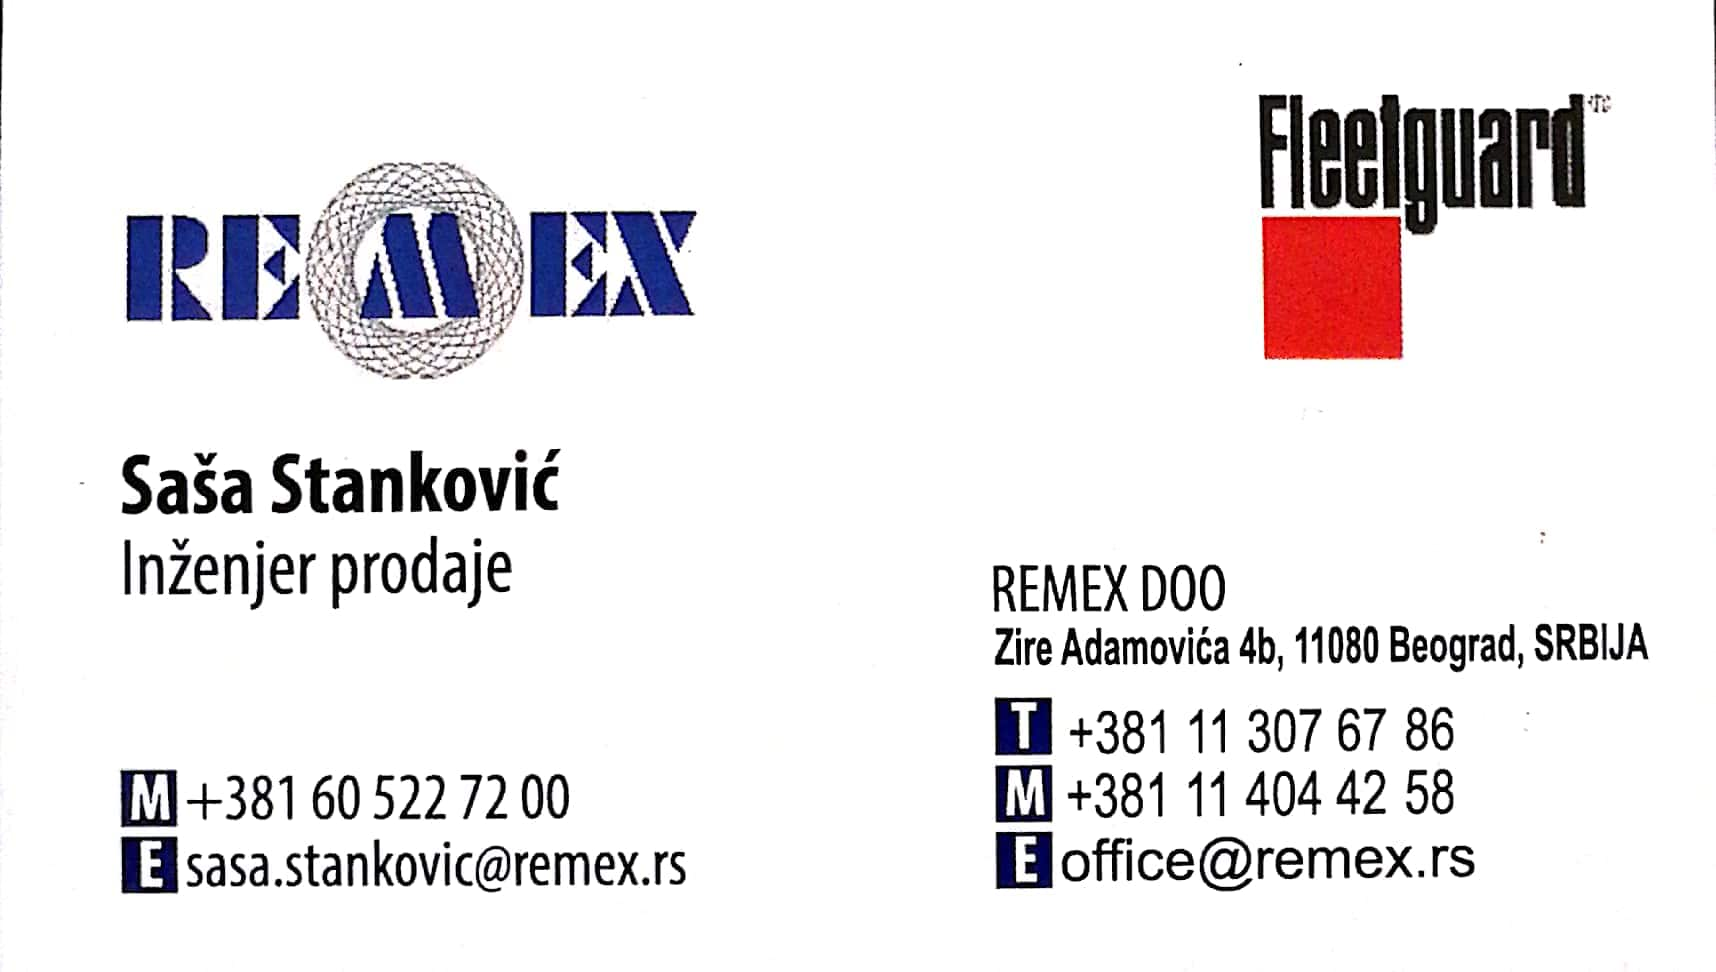 REMEX
Fleetguard
Saša Stanković
Inženjer prodaje
M +381 60 522 72 00
E sasa.stankovic@remex.rs
REMEX DOO
Zire Adamovića 4b, 11080 Beograd, SRBIJA
T +381 11 307 67 86
M +381 11 404 42 58
E office@remex.rs